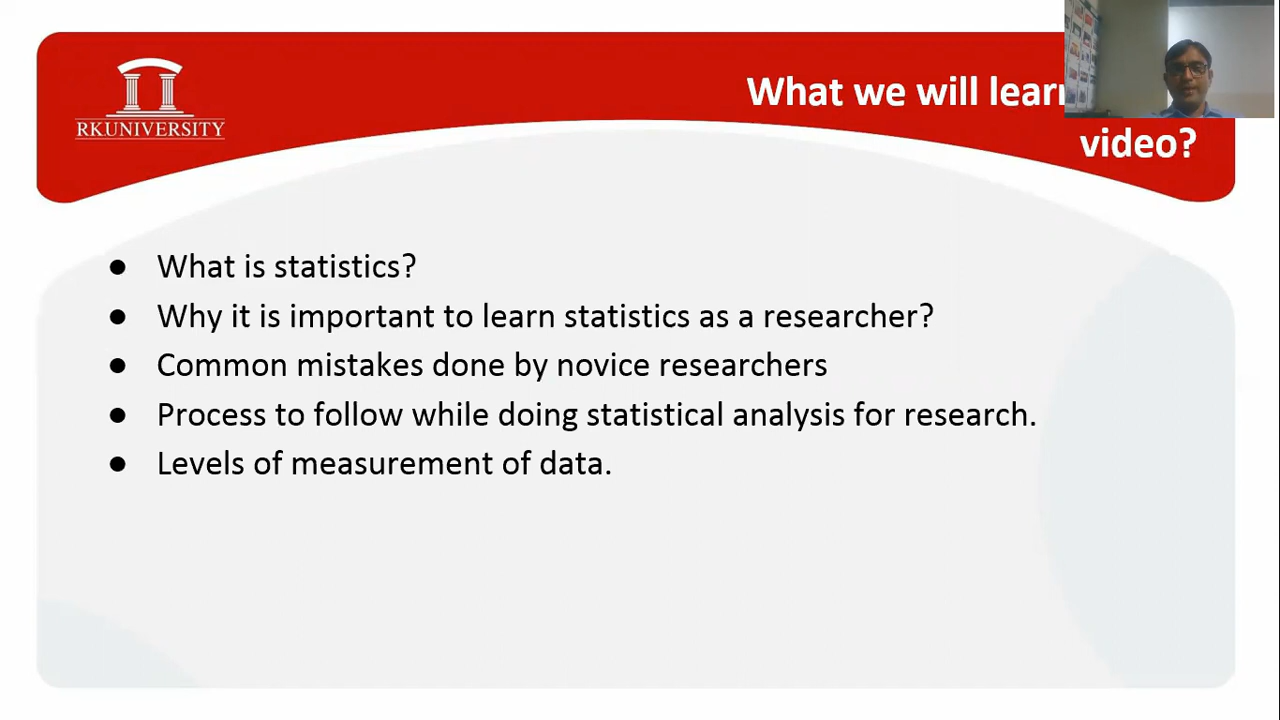 RKUNIVERSITY
What we will lear
video?
● What is statistics?
● Why it is important to learn statistics as a researcher?
● Common mistakes done by novice researchers
● Process to follow while doing statistical analysis for research.
● Levels of measurement of data.